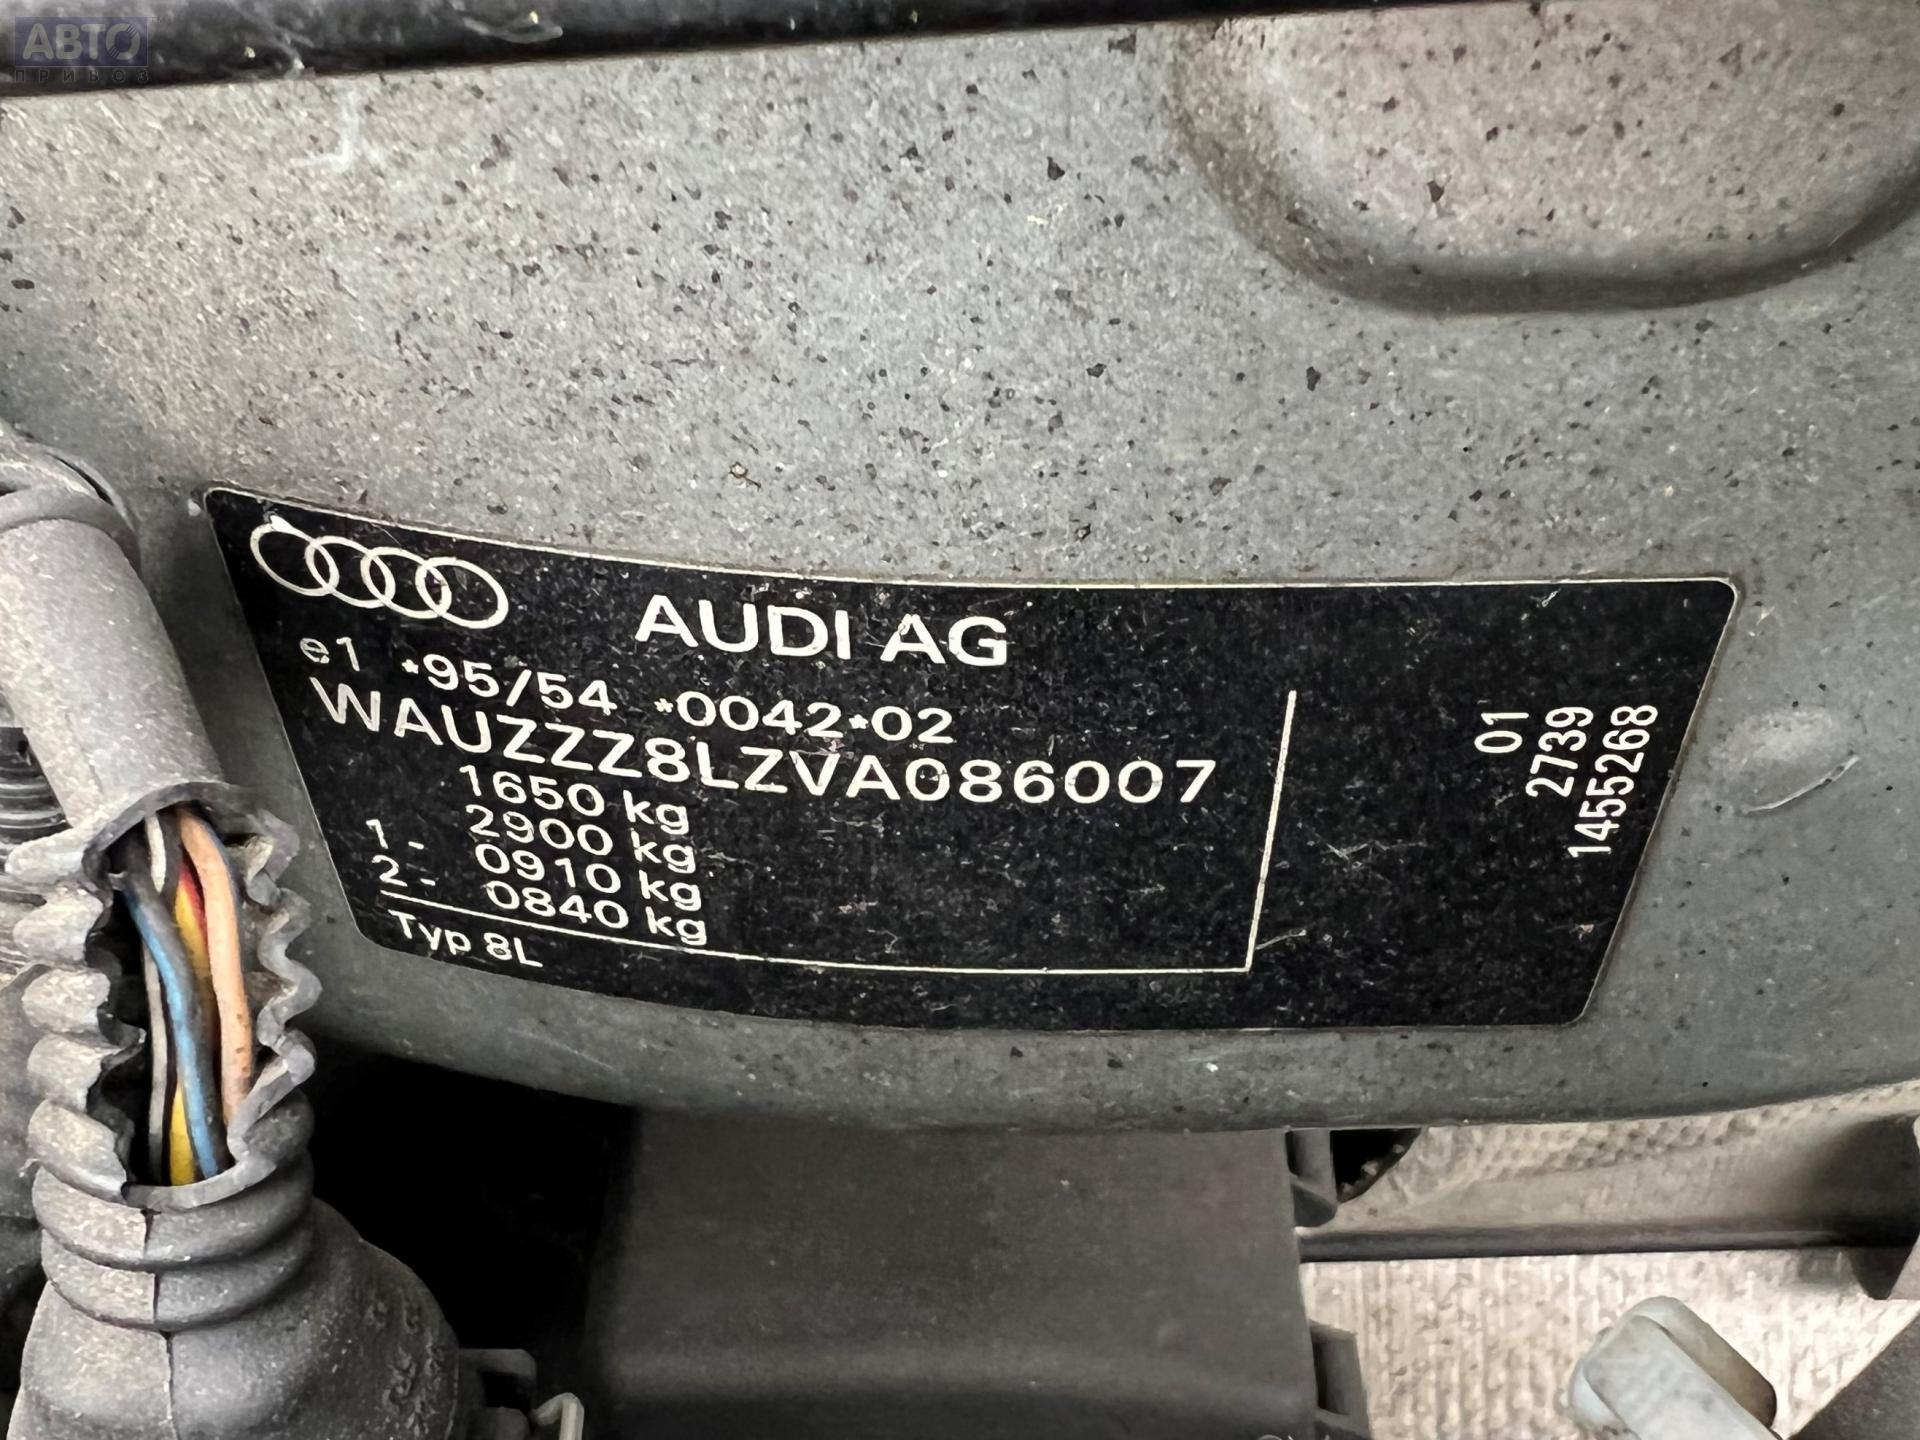 АВТО
ПРИВОЗ
AUDI AG
e1 *95/54 *0042*02
WAUZZZ8LZVA086007
1650 kg
2900 kg
1. - 0910 kg
2. - 0840 kg
Typ 8L
01
2739
1455268